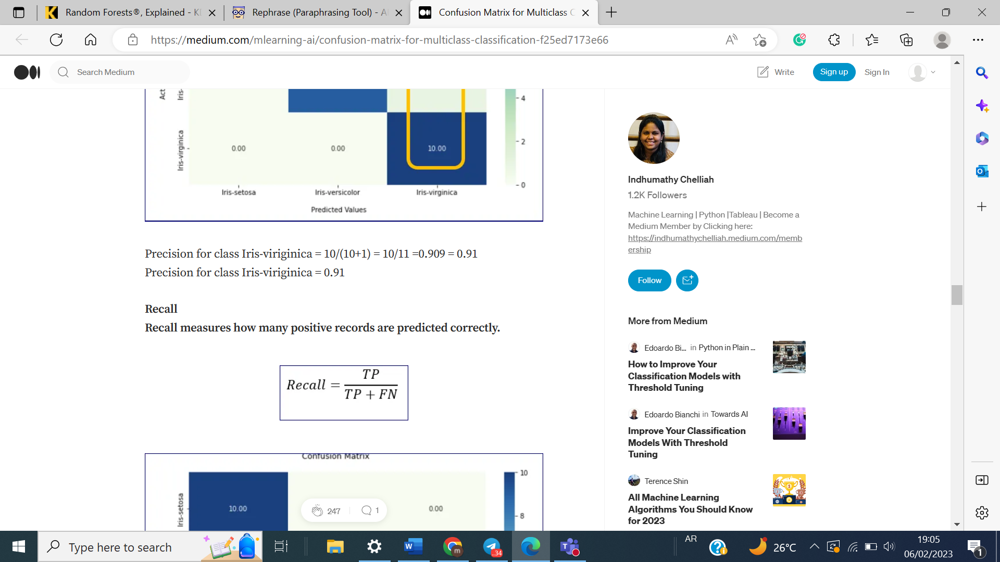 Random Forests®, Explained - KI
Rephrase (Paraphrasing Tool) - A
Confusion Matrix for Multiclass C
https://medium.com/mlearning-ai/confusion-matrix-for-multiclass-classification-f25ed7173e66
Search Medium
Write
Sign up
Sign In
Act
Iris-
4
Iris-virginica
0.00
0.00
10.00
2
0
Iris-setosa
Iris-versicolor
Iris-virginica
Predicted Values
Precision for class Iris-viriginica = 10/(10+1) = 10/11 =0.909 = 0.91
Precision for class Iris-viriginica = 0.91
Recall
Recall measures how many positive records are predicted correctly.
Recall = TP / TP + FN
Confusion Matrix
Iris-setosa
10.00
0.00
10
8
247
1
Indhumathy Chelliah
1.2K Followers
Machine Learning | Python |Tableau | Become a
Medium Member by Clicking here:
https://indhumathychelliah.medium.com/memb
ership
Follow
More from Medium
Edoardo Bi... in Python in Plain ...
How to Improve Your
Classification Models with
Threshold Tuning
Edoardo Bianchi in Towards AI
Improve Your Classification
Models With Threshold
Tuning
Terence Shin
All Machine Learning
Algorithms You Should Know
for 2023
Type here to search
34
AR
26°C
19:05
06/02/2023
1